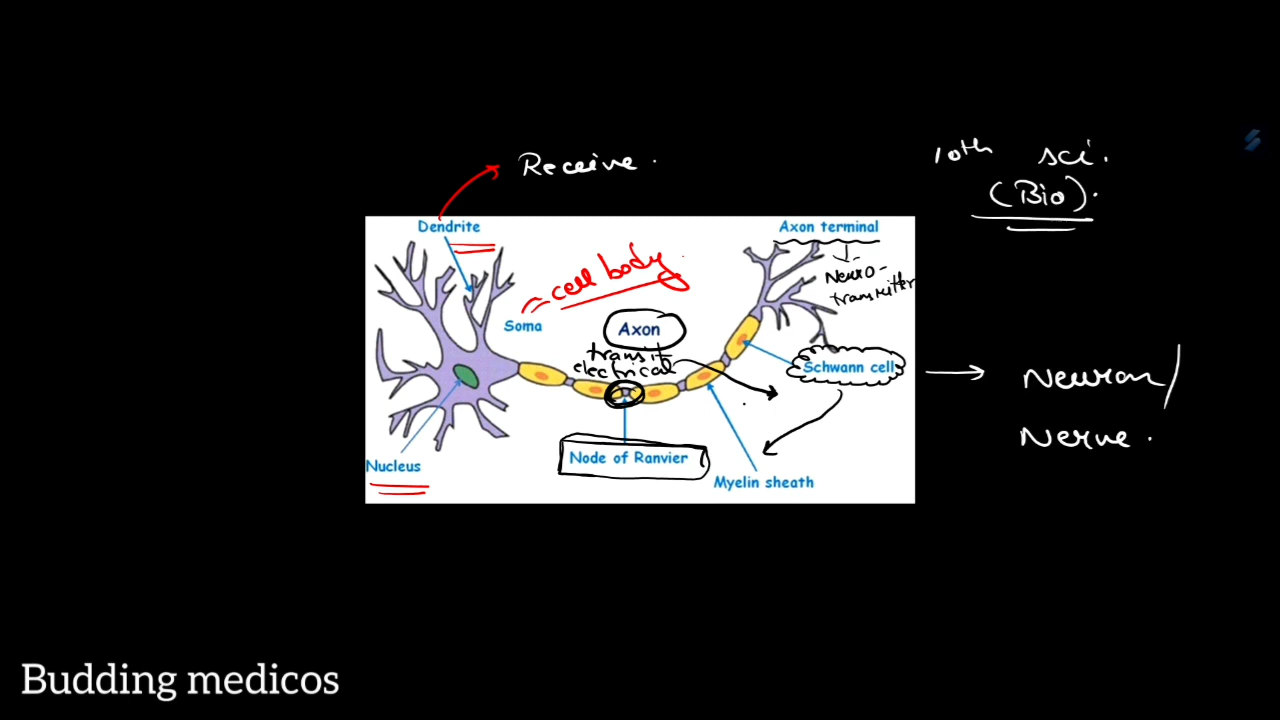 10th sci.
(Bio).
Receive.
Dendrite
Axon terminal
Neuro-
transmitter
cell body
Soma
Axon
transit
electrical
Schwann cell
Neuron/
Nerve.
Node of Ranvier
Nucleus
Myelin sheath
Budding medicos